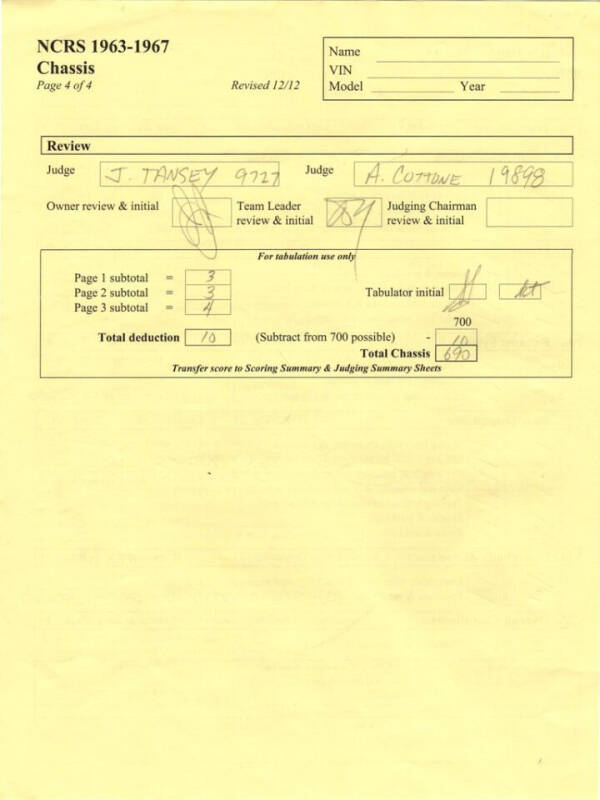 NCRS 1963-1967
Chassis
Page 4 of 4 Revised 12/12
Name
VIN
Model Year
Review
Judge J. TANSEY 9727 Judge A. COTTONE 19898
Owner review & initial Team Leader review & initial Judging Chairman review & initial
For tabulation use only
Page 1 subtotal = 3
Page 2 subtotal = 3
Page 3 subtotal = 4
Tabulator initial
700
Total deduction 10 (Subtract from 700 possible) - 10
Total Chassis 690
Transfer score to Scoring Summary & Judging Summary Sheets